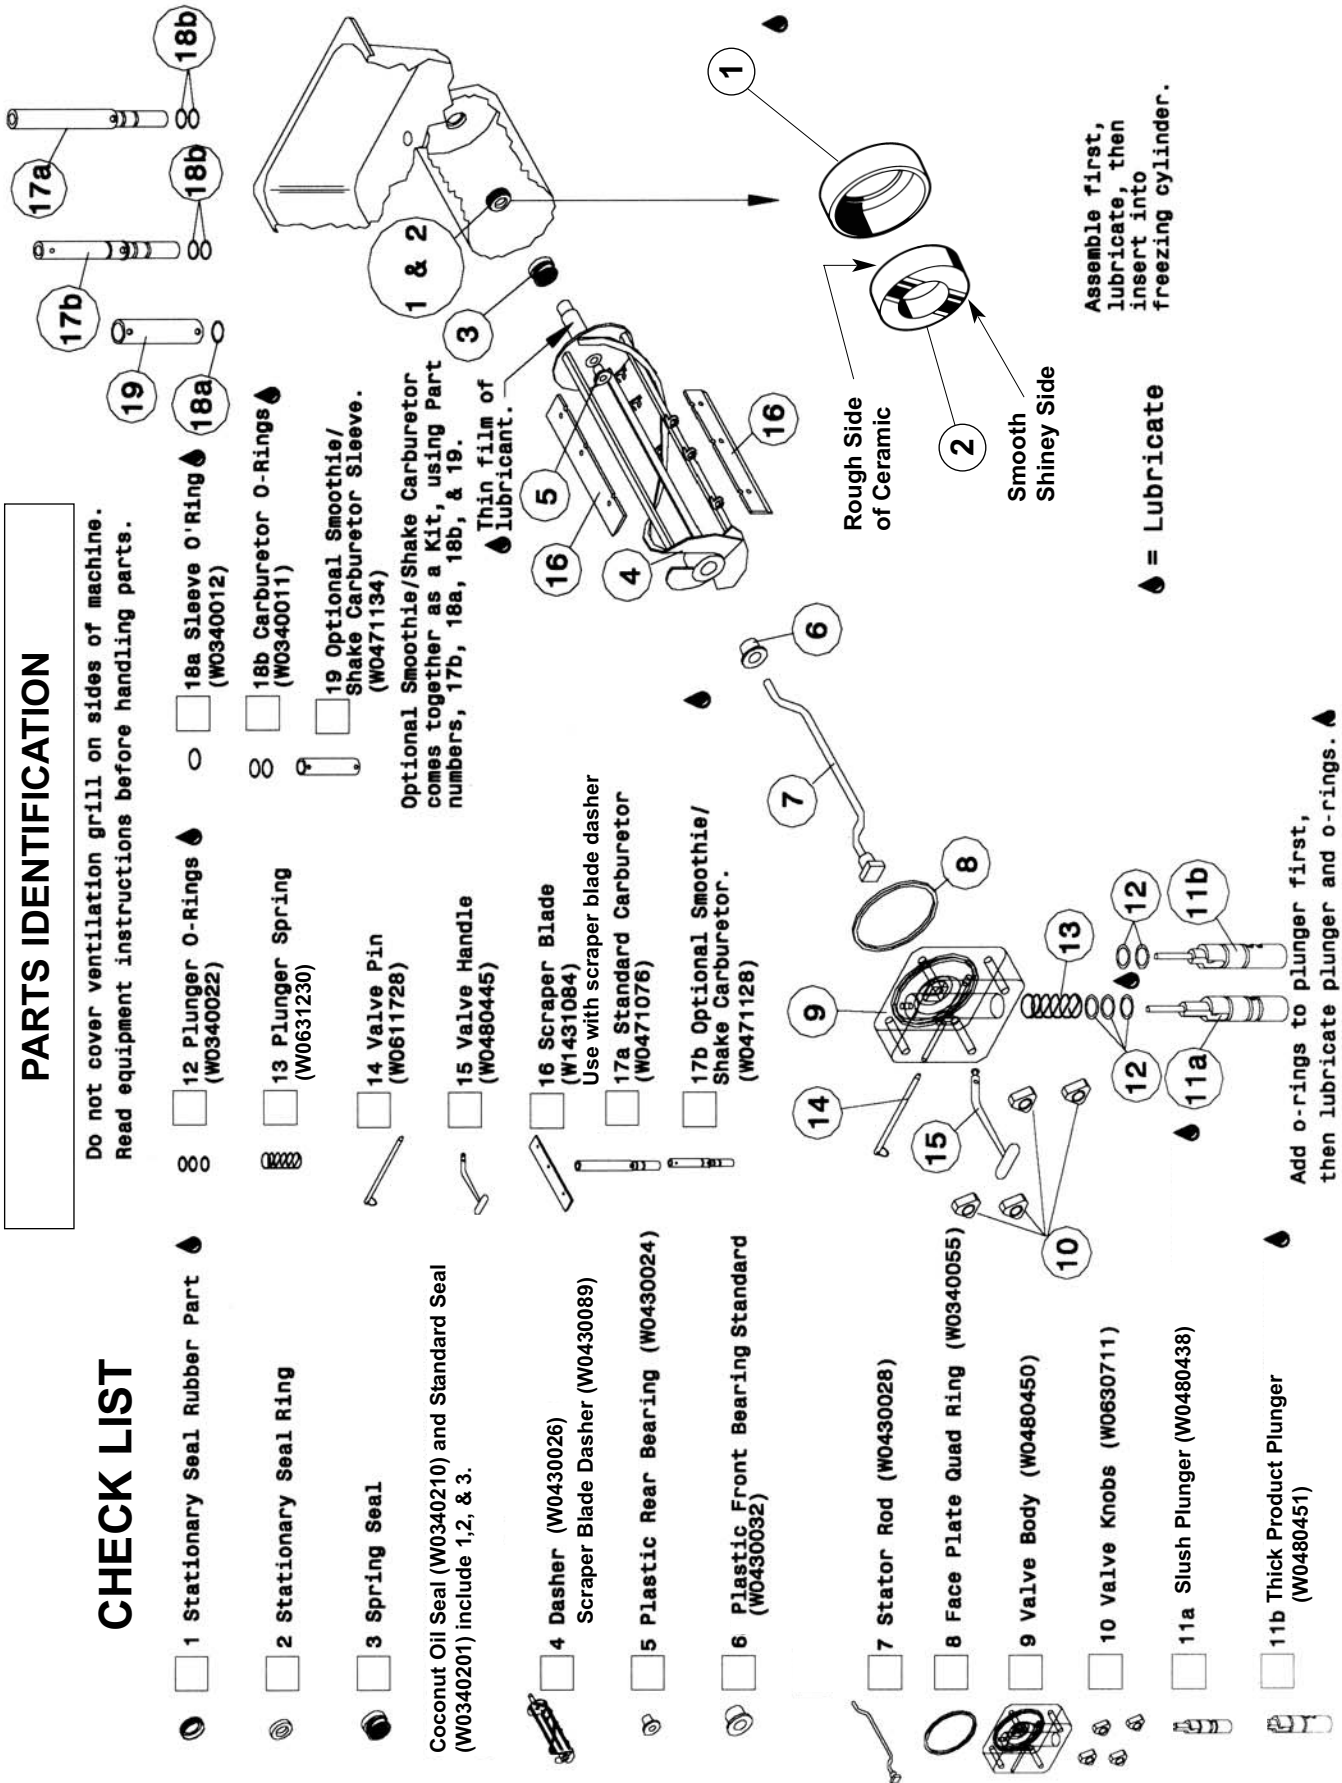 PARTS IDENTIFICATION
Do not cover ventilation grill on sides of machine.
Read equipment instructions before handling parts.
CHECK LIST
1 Stationary Seal Rubber Part
2 Stationary Seal Ring
3 Spring Seal
Coconut Oil Seal (W0340210) and Standard Seal
(W0340201) include 1,2, & 3.
4 Dasher (W0430026)
Scraper Blade Dasher (W0430089)
5 Plastic Rear Bearing (W0430024)
6 Plastic Front Bearing Standard
(W0430032)
7 Stator Rod (W0430028)
8 Face Plate Quad Ring (W0340055)
9 Valve Body (W0480450)
10 Valve Knobs (W0630711)
11a Slush Plunger (W0480438)
11b Thick Product Plunger
(W0480451)
12 Plunger O-Rings
(W0340022)
13 Plunger Spring
(W0631230)
14 Valve Pin
(W0611728)
15 Valve Handle
(W0480445)
16 Scraper Blade
(W1431084)
Use with scraper blade dasher
17a Standard Carburetor
(W0471076)
17b Optional Smoothie/
Shake Carburetor.
(W0471128)
18a Sleeve O'Ring
(W0340012)
18b Carburetor O-Rings
(W0340011)
19 Optional Smoothie/
Shake Carburetor Sleeve.
(W0471134)
Optional Smoothie/Shake Carburetor
comes together as a Kit, using Part
numbers, 17b, 18a, 18b, & 19.
17a
18b
17b
18b
19
18a
1 & 2
3
Thin film of
lubricant.
5
16
4
16
1
Rough Side
of Ceramic
2
Smooth
Shiney Side
Assemble first,
lubricate, then
insert into
freezing cylinder.
= Lubricate
6
7
8
9
14
15
10
13
12
12
11a
11b
Add o-rings to plunger first,
then lubricate plunger and o-rings.